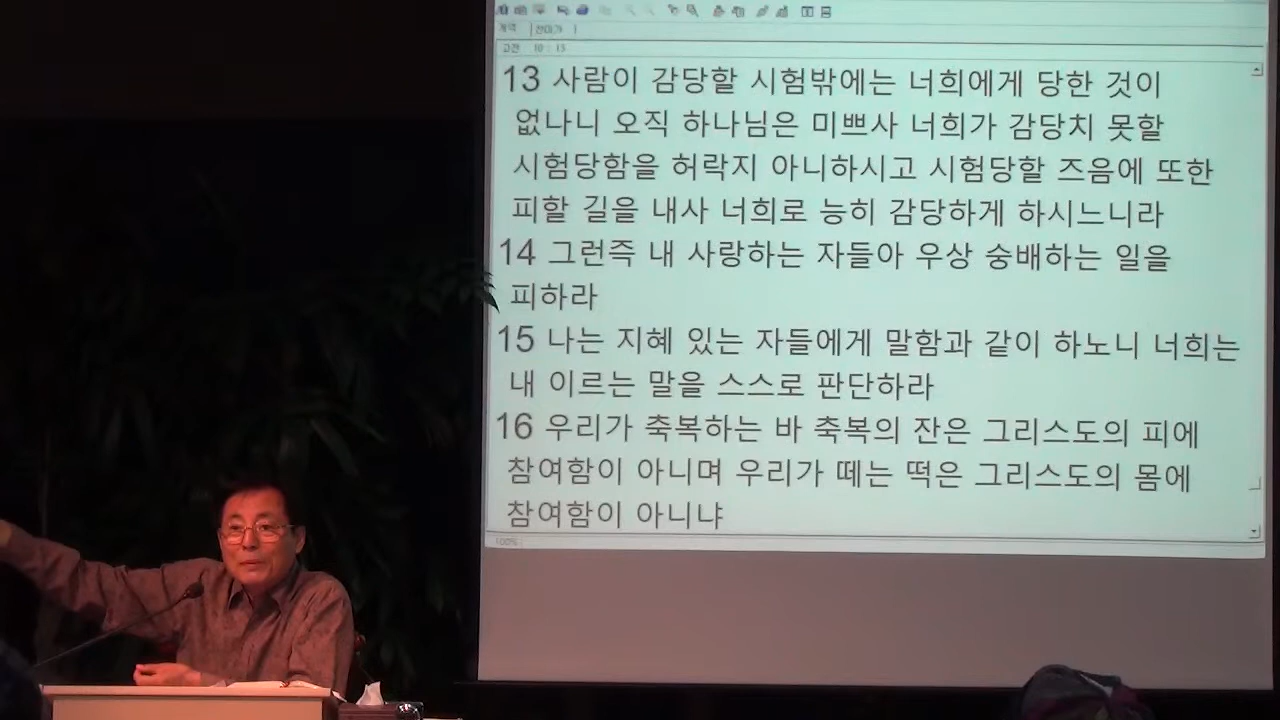 고전 10 : 13
13 사람이 감당할 시험밖에는 너희에게 당한 것이
없나니 오직 하나님은 미쁘사 너희가 감당치 못할
시험당함을 허락지 아니하시고 시험당할 즈음에 또한
피할 길을 내사 너희로 능히 감당하게 하시느니라
14 그런즉 내 사랑하는 자들아 우상 숭배하는 일을
피하라
15 나는 지혜 있는 자들에게 말함과 같이 하노니 너희는
내 이르는 말을 스스로 판단하라
16 우리가 축복하는 바 축복의 잔은 그리스도의 피에
참여함이 아니며 우리가 떼는 떡은 그리스도의 몸에
참여함이 아니냐
100%